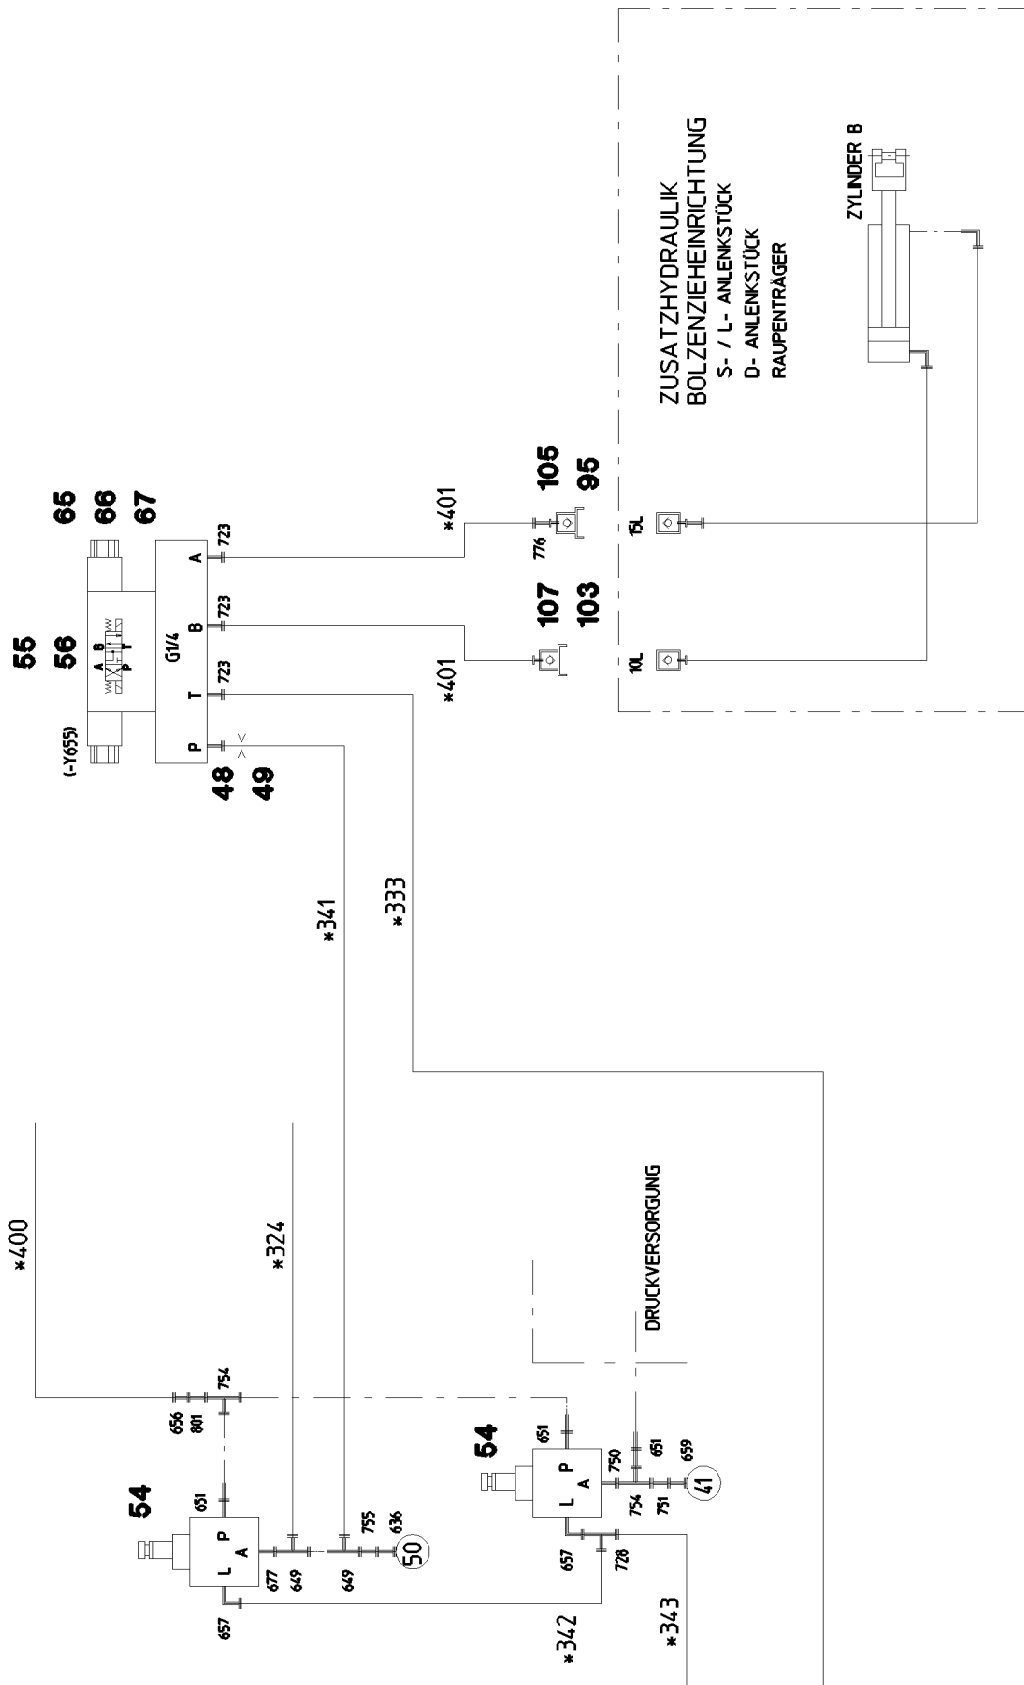 55
56
65
66
67
(-Y655)
A B
P T
G1/4
P
T
B
A
723
723
723
48
49
*401
*401
776
105
95
107
103
15L
10L
ZUSATZHYDRAULIK
BOLZENZIEHEINRICHTUNG
S- / L- ANLENKSTÜCK
D- ANLENKSTÜCK
RAUPENTRÄGER
ZYLINDER B
*341
*333
*400
*324
656
801
754
54
651
L P
A
657
677
649
649
755
636
50
54
651
L P
A
657
728
750
754
651
751
659
41
DRUCKVERSORGUNG
*342
*343